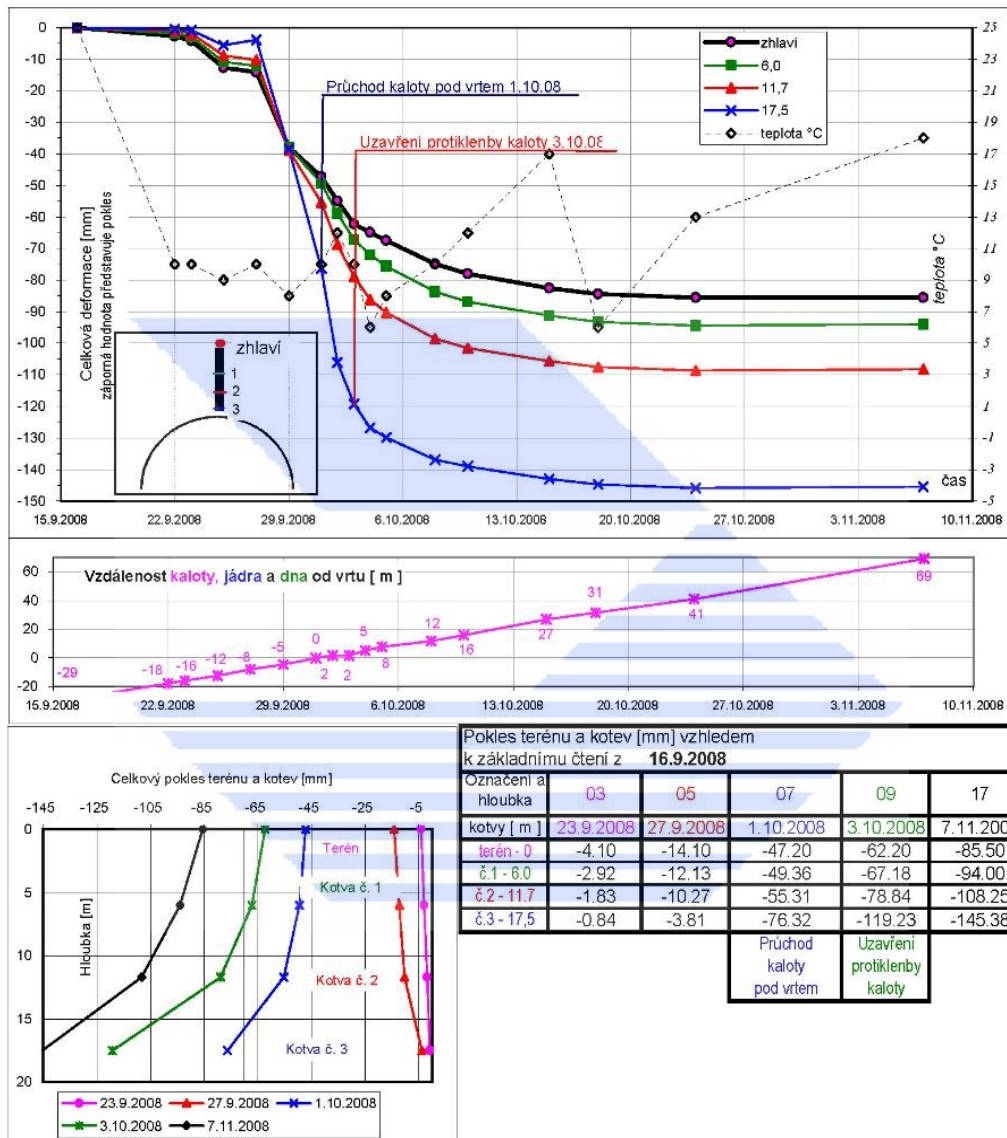 0
-10
-20
-30
-40
-50
-60
-70
-80
-90
-100
-110
-120
-130
-140
-150
Celková deformace [mm]
záporná hodnota představuje pokles
25
23
21
19
17
15
13
11
9
7
5
3
1
-1
-3
-5
teplota °C
zhlaví
6,0
11,7
17,5
teplota °C
Průchod kaloty pod vrtem 1.10.08
Uzavření protiklenby kaloty 3.10.08
zhlaví
1
2
3
čas
15.9.2008 22.9.2008 29.9.2008 6.10.2008 13.10.2008 20.10.2008 27.10.2008 3.11.2008 10.11.2008
Vzdálenost kaloty, jádra a dna od vrtu [ m ]
60
40
20
0
-20
-29 -18 -16 -12 -8 -5 0 2 2 5 8 12 16 27 31 41 69
15.9.2008 22.9.2008 29.9.2008 6.10.2008 13.10.2008 20.10.2008 27.10.2008 3.11.2008 10.11.2008
Celkový pokles terénu a kotev [mm]
-145 -125 -105 -85 -65 -45 -25 -5
0
5
10
15
20
Hloubka [m]
Terén
Kotva č. 1
Kotva č. 2
Kotva č. 3
23.9.2008 27.9.2008 1.10.2008
3.10.2008 7.11.2008
Pokles terénu a kotev [mm] vzhledem
k základnímu čtení z 16.9.2008
Označení a
hloubka 03 05 07 09 17
kotvy [ m ] 23.9.2008 27.9.2008 1.10.2008 3.10.2008 7.11.200
terén - 0 -4.10 -14.10 -47.20 -62.20 -85.50
č.1 - 6.0 -2.92 -12.13 -49.36 -67.18 -94.00
č.2 - 11.7 -1.83 -10.27 -55.31 -78.84 -108.25
č.3 - 17,5 -0.84 -3.81 -76.32 -119.23 -145.38
Průchod
kaloty
pod vrtem
Uzavření
protiklenby
kaloty